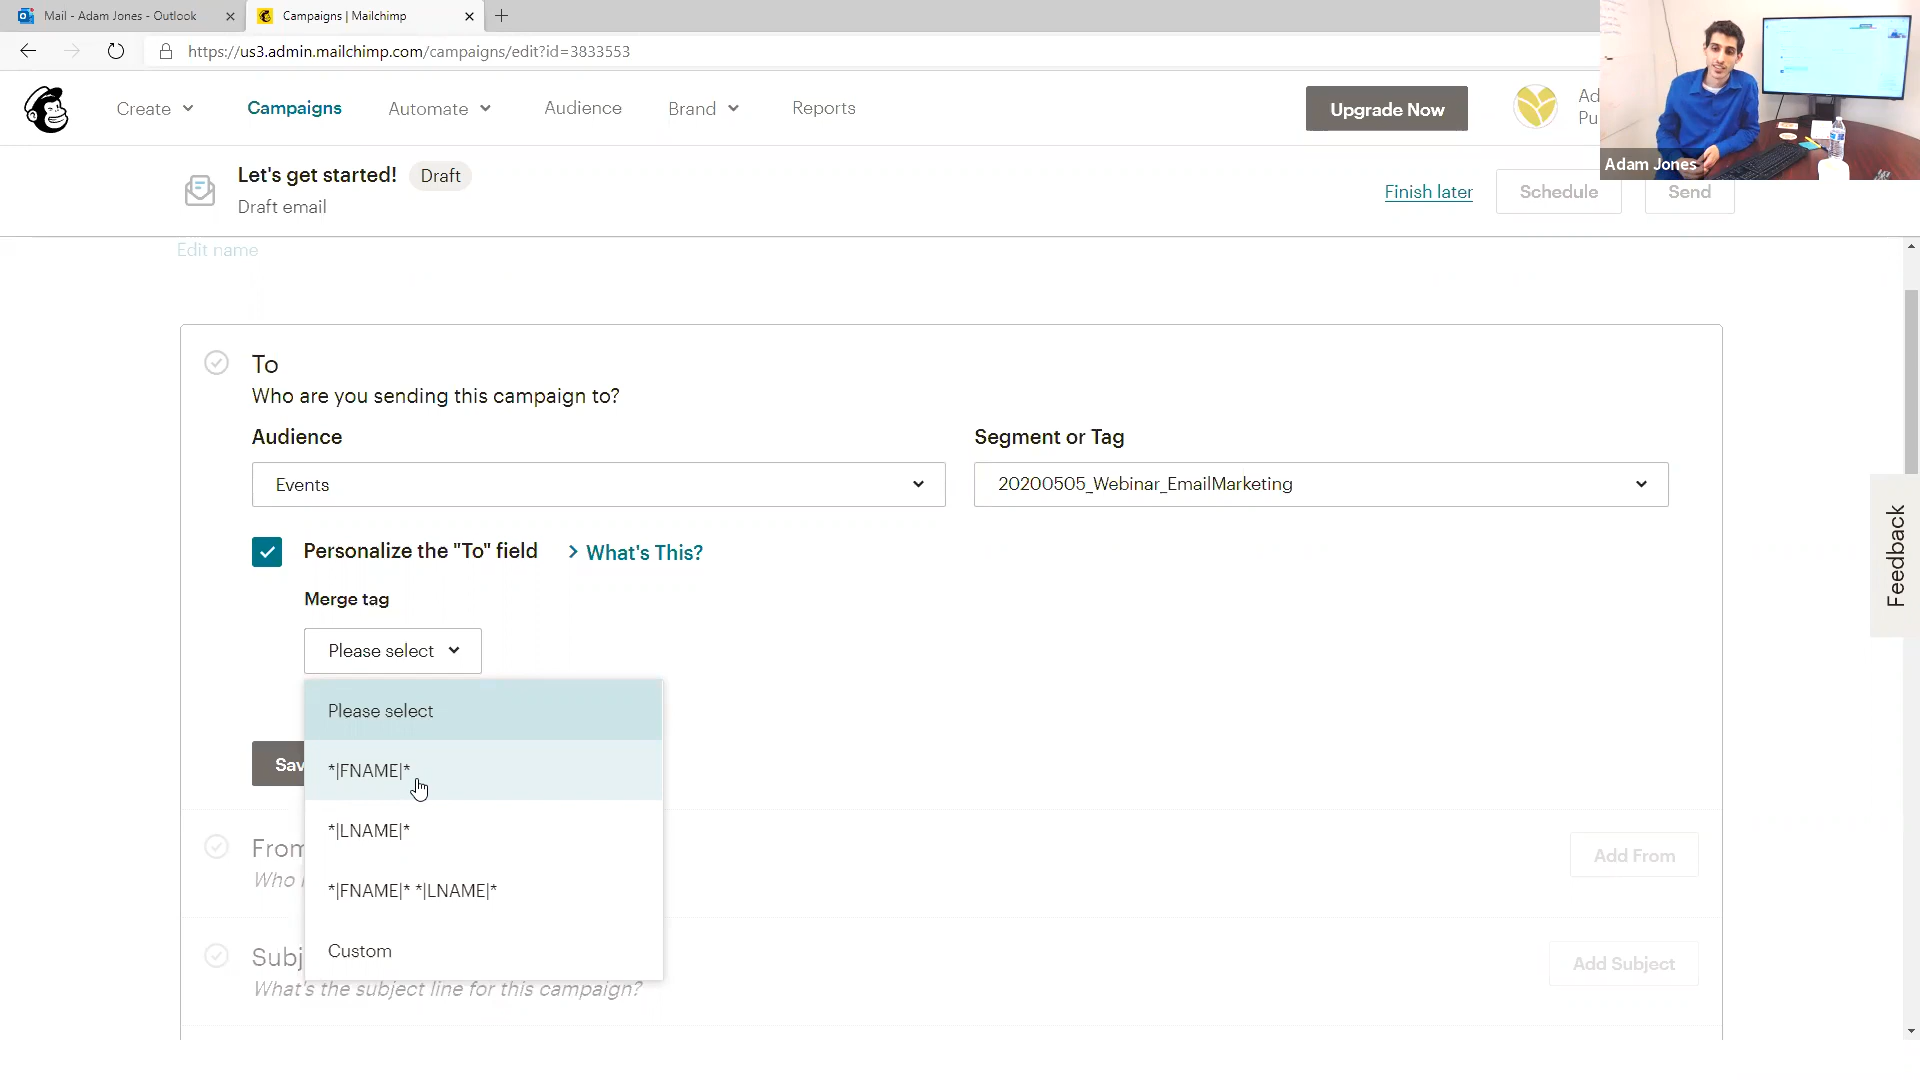 Mail - Adam Jones - Outlook
Campaigns | Mailchimp
https://us3.admin.mailchimp.com/campaigns/edit?id=3833553
Create
Campaigns
Automate
Audience
Brand
Reports
Upgrade Now
Ad
Pu
Adam Jones
Let's get started!
Draft
Draft email
Finish later
Schedule
Send
Edit name
To
Who are you sending this campaign to?
Audience
Segment or Tag
Events
20200505_Webinar_EmailMarketing
Personalize the "To" field
> What's This?
Merge tag
Please select
Please select
*|FNAME|*
*|LNAME|*
*|FNAME|* *|LNAME|*
Custom
Sav
From
Who
Add From
Subj
What's the subject line for this campaign?
Add Subject
Feedback